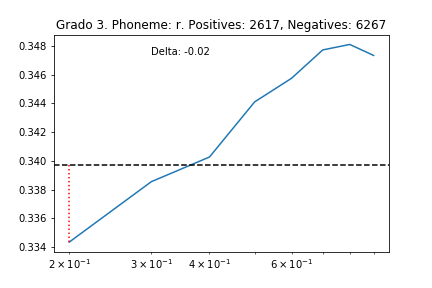 Grado 3. Phoneme: r. Positives: 2617, Negatives: 6267
Delta: -0.02
0.348
0.346
0.344
0.342
0.340
0.338
0.336
0.334
2 × 10⁻¹ 3 × 10⁻¹ 4 × 10⁻¹ 6 × 10⁻¹